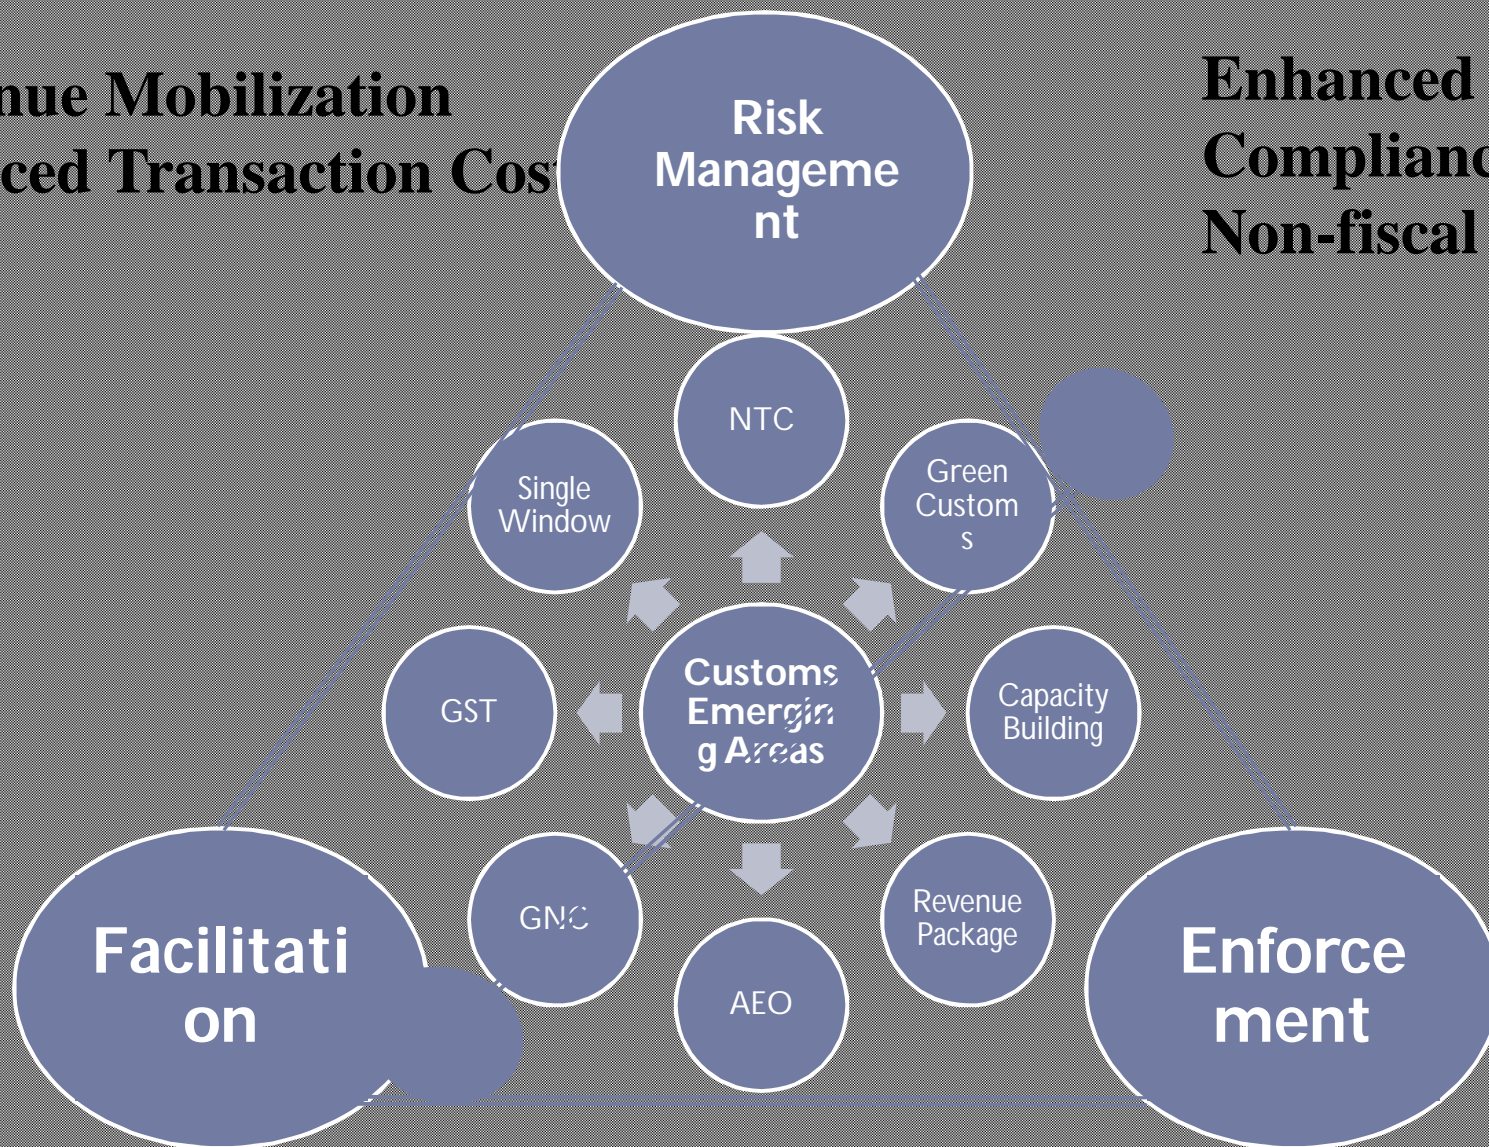 nue Mobilization
ced Transaction Cos
Enhanced
Complianc
Non-fiscal
Risk
Manageme
nt
NTC
Single
Window
Green
Custom
s
GST
Customs
Emergin
g Areas
Capacity
Building
GNC
Revenue
Package
AEO
Facilitati
on
Enforce
ment